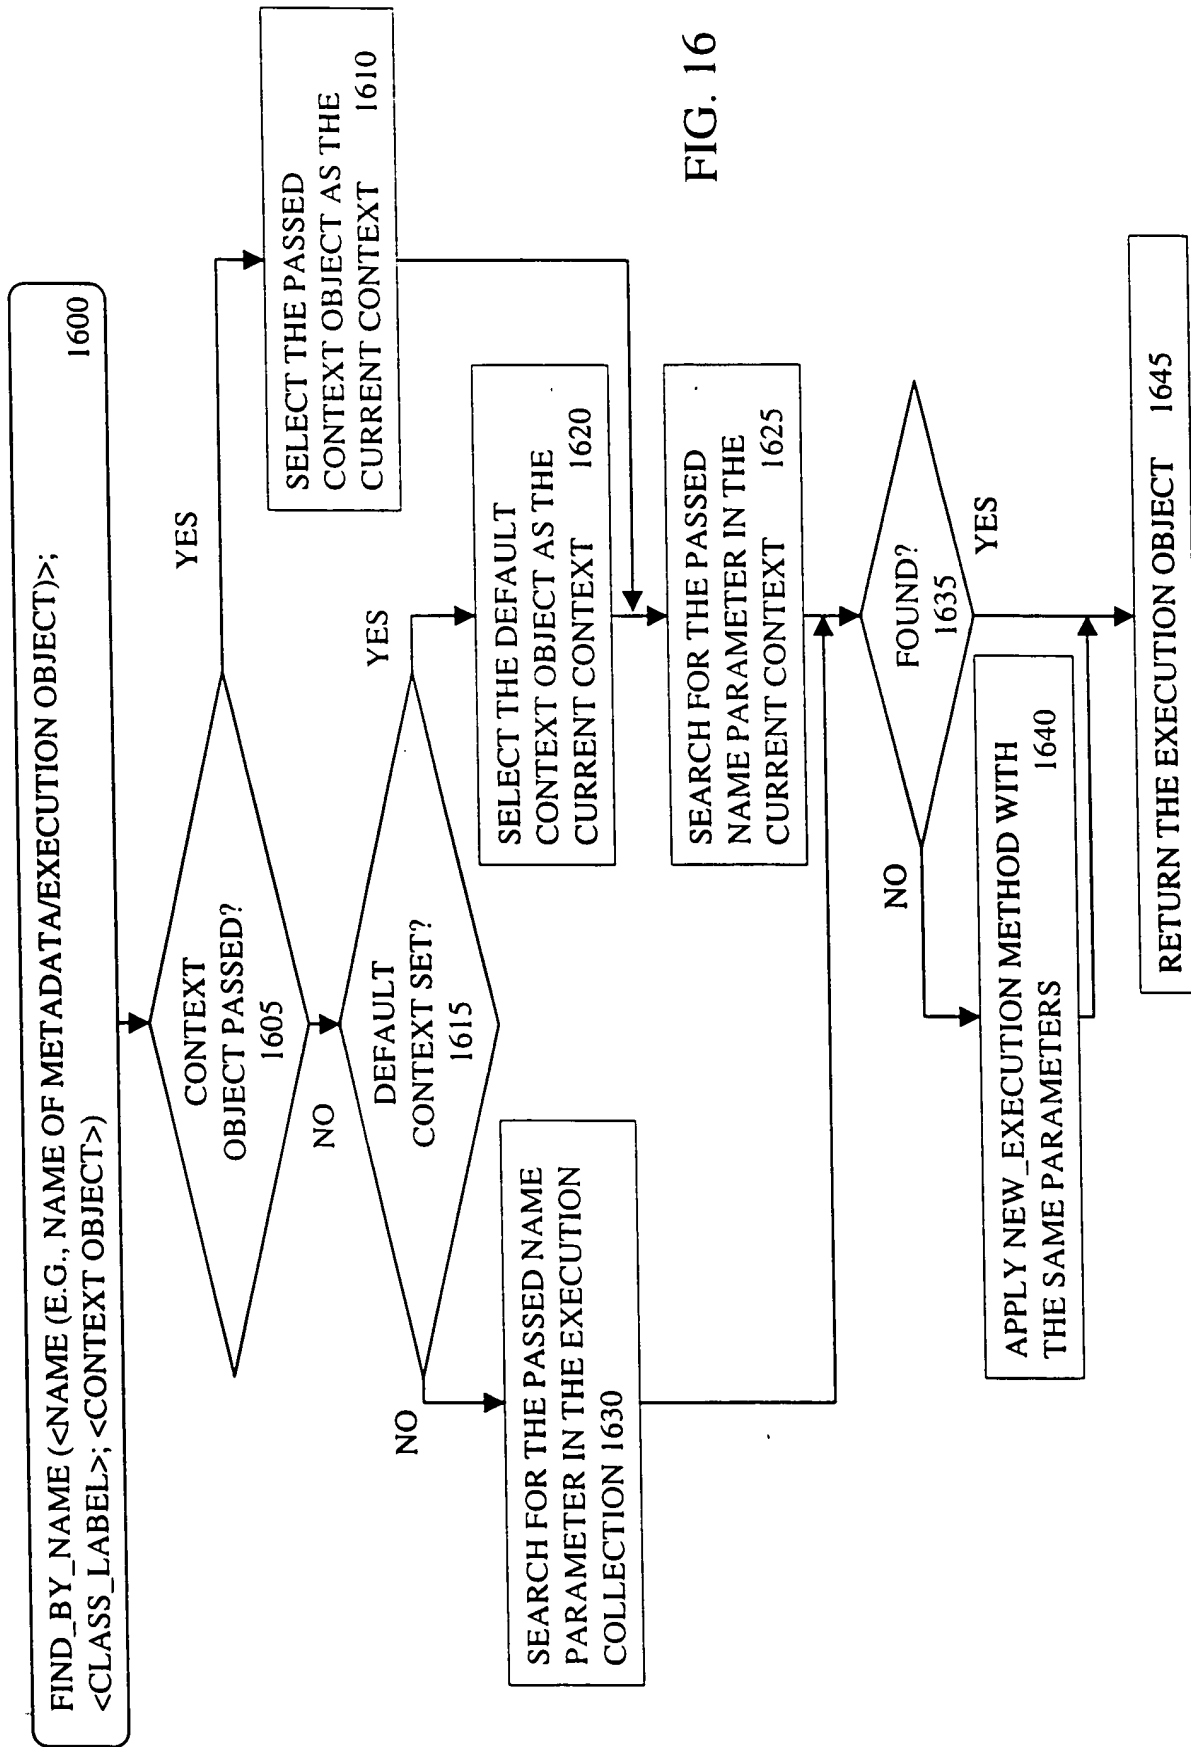 FIND_BY_NAME (<NAME (E.G., NAME OF METADATA/EXECUTION OBJECT)>;
<CLASS_LABEL>; <CONTEXT OBJECT>)
1600
CONTEXT
OBJECT PASSED?
1605
YES
NO
SELECT THE PASSED
CONTEXT OBJECT AS THE
CURRENT CONTEXT 1610
DEFAULT
CONTEXT SET?
1615
YES
NO
SELECT THE DEFAULT
CONTEXT OBJECT AS THE
CURRENT CONTEXT 1620
SEARCH FOR THE PASSED NAME
PARAMETER IN THE EXECUTION
COLLECTION 1630
SEARCH FOR THE PASSED
NAME PARAMETER IN THE
CURRENT CONTEXT 1625
FOUND?
1635
NO
YES
APPLY NEW_EXECUTION METHOD WITH
THE SAME PARAMETERS 1640
RETURN THE EXECUTION OBJECT 1645
FIG. 16